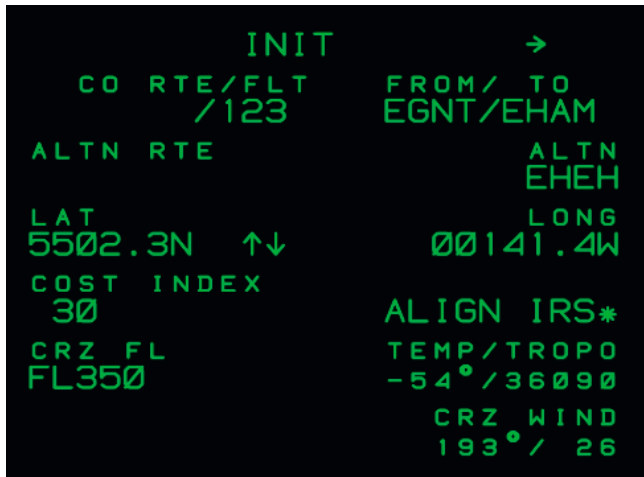 INIT →
CO RTE/FLT FROM/ TO
/123 EGNT/EHAM
ALTN RTE ALTN
EHEH
LAT LONG
5502.3N ↑↓ 00141.4W
COST INDEX
30 ALIGN IRS*
CRZ FL TEMP/TROPO
FL350 -54°/36090
CRZ WIND
193°/ 26